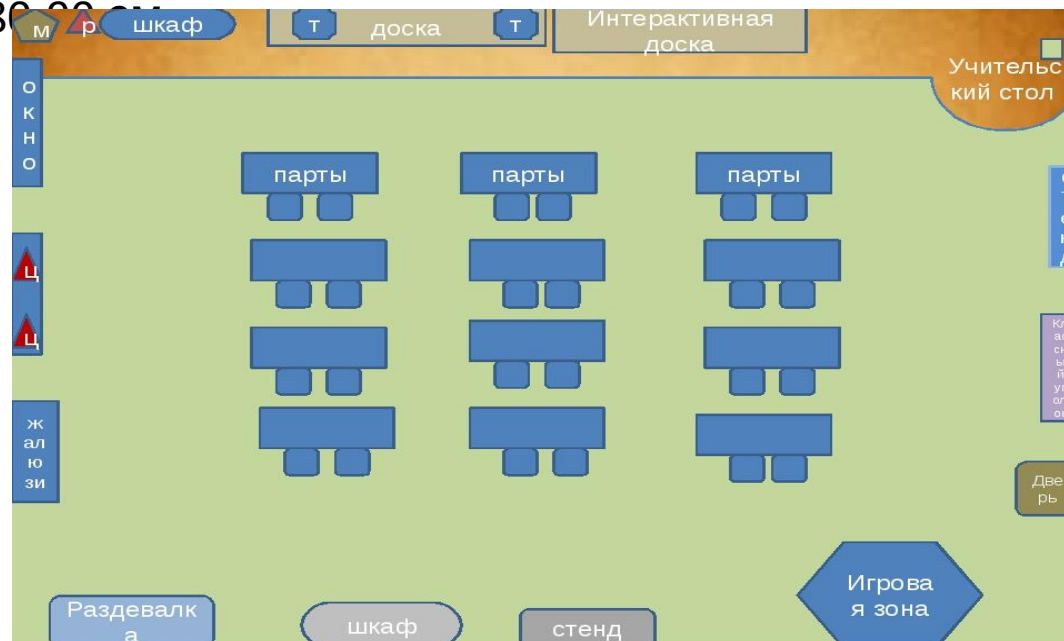 м
р
шкаф
т
доска
т
Интерактивная
доска
Учительс
кий стол
о
к
н
о
парты
парты
парты
ц
ц
ж
ал
ю
зи
Две
рь
Игрова
я зона
Раздевалк
а
шкаф
стенд